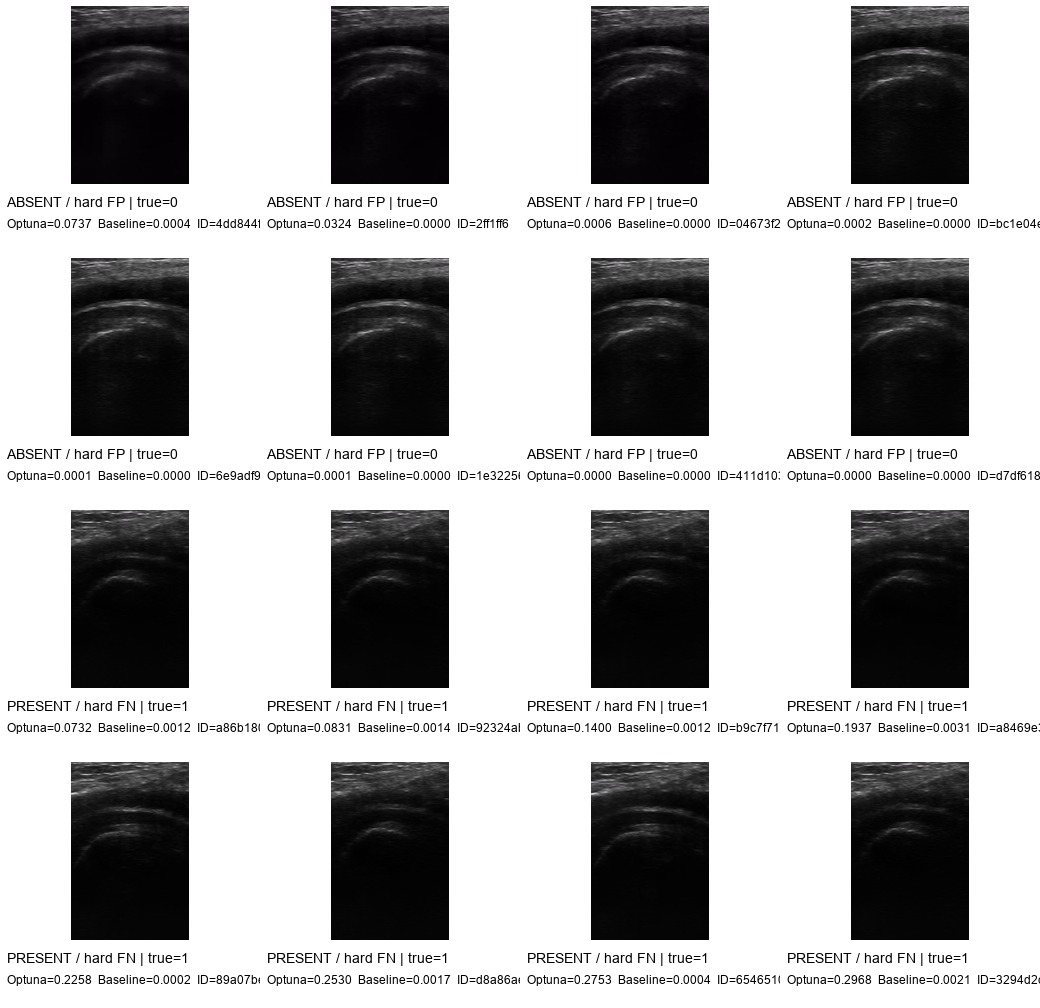 ABSENT / hard FP | true=0 ABSENT / hard FP | true=0 ABSENT / hard FP | true=0 ABSENT / hard FP | true=0
Optuna=0.0737 Baseline=0.0004 ID=4dd844f Optuna=0.0324 Baseline=0.0000 ID=2ff1ff6 Optuna=0.0006 Baseline=0.0000 ID=04673f2 Optuna=0.0002 Baseline=0.0000 ID=bc1e04e
ABSENT / hard FP | true=0 ABSENT / hard FP | true=0 ABSENT / hard FP | true=0 ABSENT / hard FP | true=0
Optuna=0.0001 Baseline=0.0000 ID=6e9adf9 Optuna=0.0001 Baseline=0.0000 ID=1e3225 Optuna=0.0000 Baseline=0.0000 ID=411d10 Optuna=0.0000 Baseline=0.0000 ID=d7df618
PRESENT / hard FN | true=1 PRESENT / hard FN | true=1 PRESENT / hard FN | true=1 PRESENT / hard FN | true=1
Optuna=0.0732 Baseline=0.0012 ID=a86b18 Optuna=0.0831 Baseline=0.0014 ID=92324a Optuna=0.1400 Baseline=0.0012 ID=b9c7f71 Optuna=0.1937 Baseline=0.0031 ID=a8469e3
PRESENT / hard FN | true=1 PRESENT / hard FN | true=1 PRESENT / hard FN | true=1 PRESENT / hard FN | true=1
Optuna=0.2258 Baseline=0.0002 ID=89a07b Optuna=0.2530 Baseline=0.0017 ID=d8a86a Optuna=0.2753 Baseline=0.0004 ID=654651 Optuna=0.2968 Baseline=0.0021 ID=3294d2